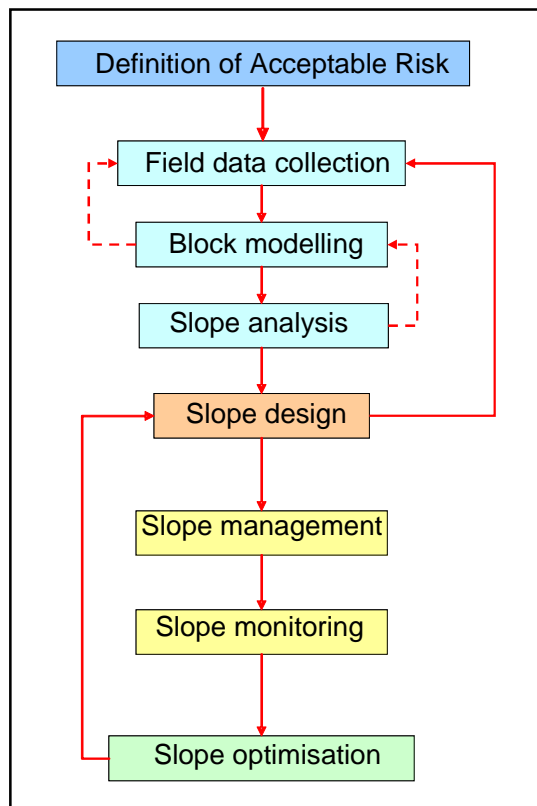 Definition of Acceptable Risk
Field data collection
Block modelling
Slope analysis
Slope design
Slope management
Slope monitoring
Slope optimisation